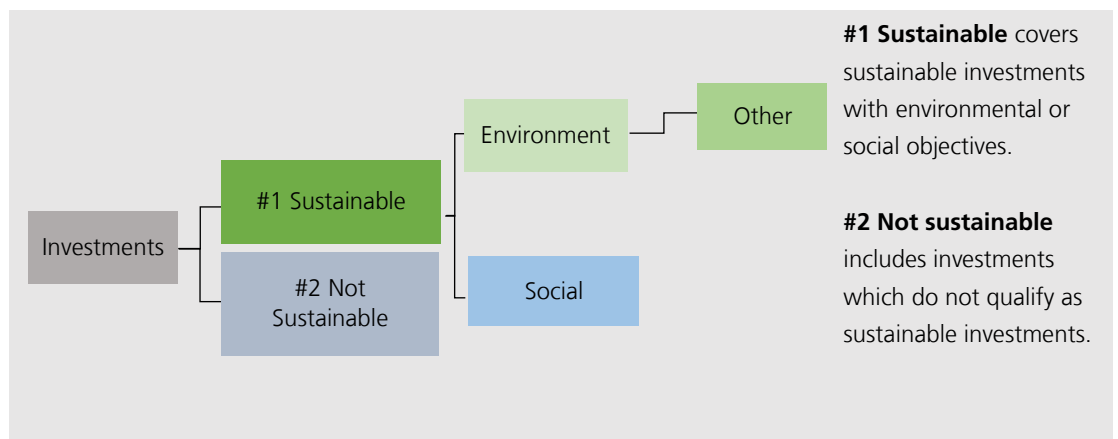 Investments
#1 Sustainable
#2 Not
Sustainable
Environment
Social
Other
#1 Sustainable covers
sustainable investments
with environmental or
social objectives.
#2 Not sustainable
includes investments
which do not qualify as
sustainable investments.